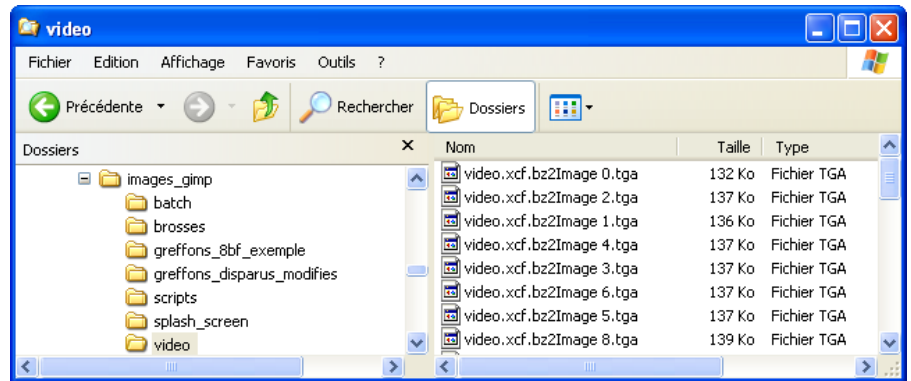 video
Fichier Edition Affichage Favoris Outils ?
Précédente Rechercher Dossiers
Dossiers
images_gimp
batch
brosses
greffons_8bf_exemple
greffons_disparus_modifies
scripts
splash_screen
video
Nom Taille Type
video.xcf.bz2Image 0.tga 132 Ko Fichier TGA
video.xcf.bz2Image 2.tga 137 Ko Fichier TGA
video.xcf.bz2Image 1.tga 136 Ko Fichier TGA
video.xcf.bz2Image 4.tga 137 Ko Fichier TGA
video.xcf.bz2Image 3.tga 137 Ko Fichier TGA
video.xcf.bz2Image 6.tga 137 Ko Fichier TGA
video.xcf.bz2Image 5.tga 137 Ko Fichier TGA
video.xcf.bz2Image 8.tga 139 Ko Fichier TGA